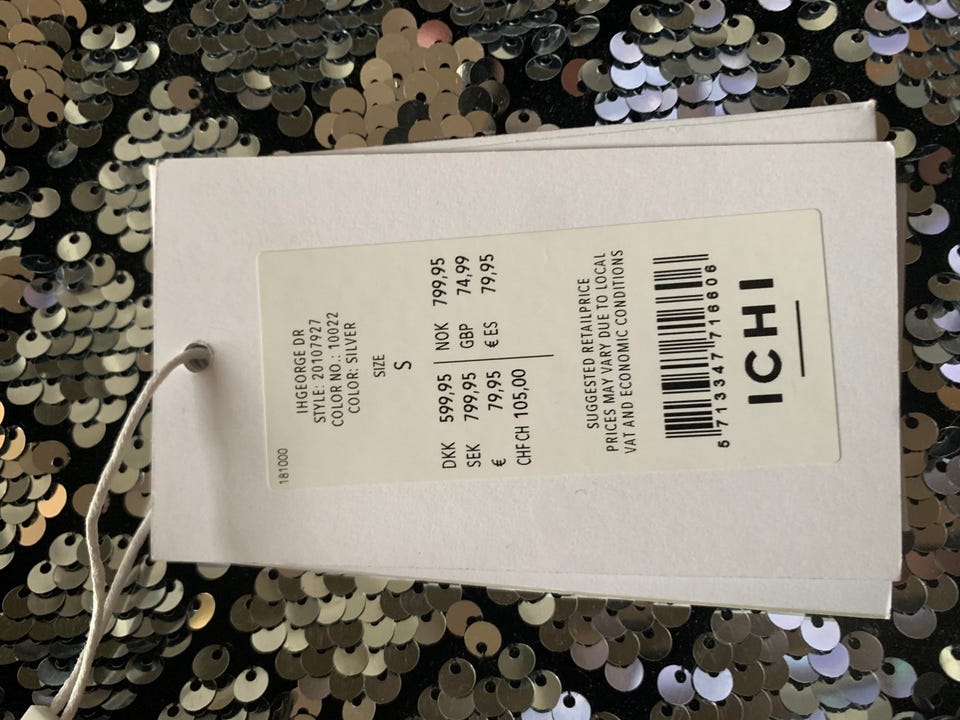 181000
IHGEORGE DR
STYLE: 20107927
COLOR NO.: 10022
COLOR: SILVER
SIZE
S
DKK 599,95 NOK 799,95
SEK 799,95 GBP 74,99
€ 79,95 € ES 79,95
CHFCH 105,00
SUGGESTED RETAILPRICE
PRICES MAY VARY DUE TO LOCAL
VAT AND ECONOMIC CONDITIONS
5 713347 716606
ICHI